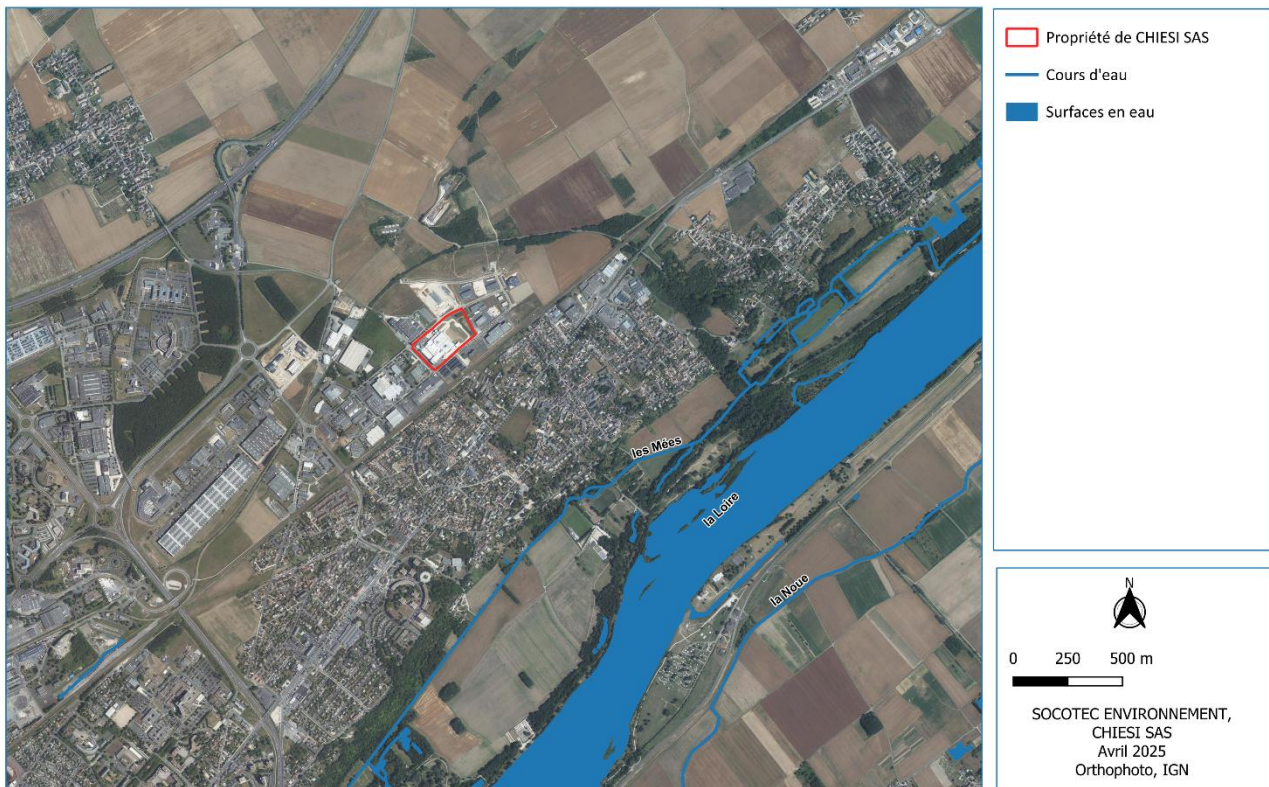 Propriété de CHIESI SAS
Cours d'eau
Surfaces en eau
les Mées
la Loire
la Noue
N
0 250 500 m
SOCOTEC ENVIRONNEMENT,
CHIESI SAS
Avril 2025
Orthophoto, IGN